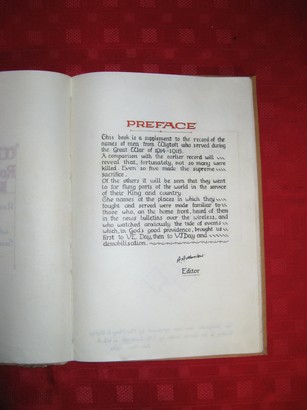 PREFACE
This book is a supplement to the record of the
names of men from Wigtoft who served during
the Great War of 1914-1918.
A comparison with the earlier record will
reveal that, fortunately, not so many were
killed. Even so five made the supreme
sacrifice.
Of the others it will be seen that they went
to far flung parts of the world in the service
of their King and country.
The names of the places in which they
fought and served were made familiar to
Those who, on the home front, heard of them
in the news bulletins over the wireless, and
who watched anxiously the tide of events
which, in God's good providence, brought us
first to VE Day, then to VJ Day and
demobilisation.
Editor